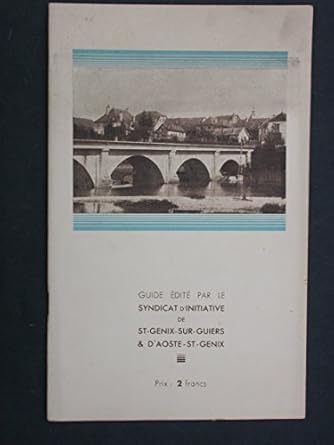 GUIDE ÉDITÉ PAR LE
SYNDICAT D'INITIATIVE
DE
ST-GENIX-SUR-GUIERS
& D'AOSTE-ST-GENIX
Prix : 2 francs